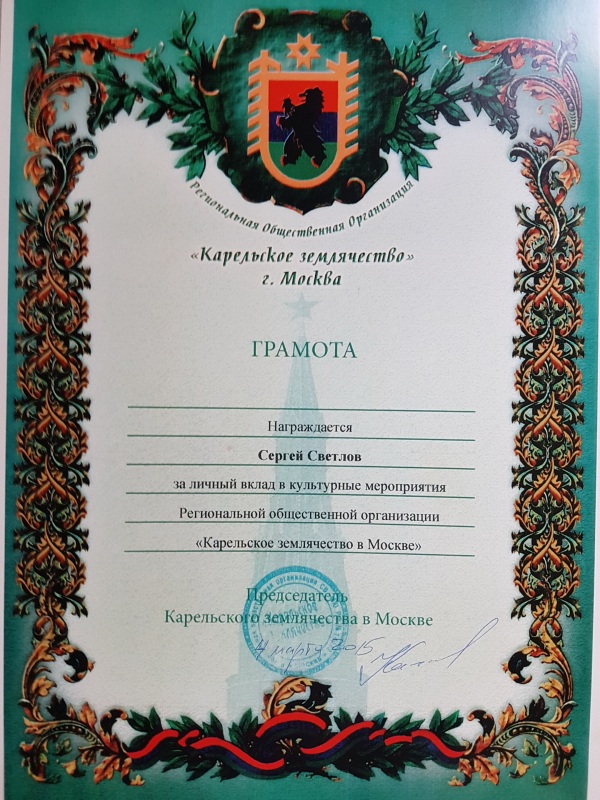 Региональная Общественная Организация
«Карельское землячество»
г. Москва
ГРАМОТА
Награждается
Сергей Светлов
за личный вклад в культурные мероприятия
Региональной общественной организации
«Карельское землячество в Москве»
Председатель
Карельского землячества в Москве
марта 2015